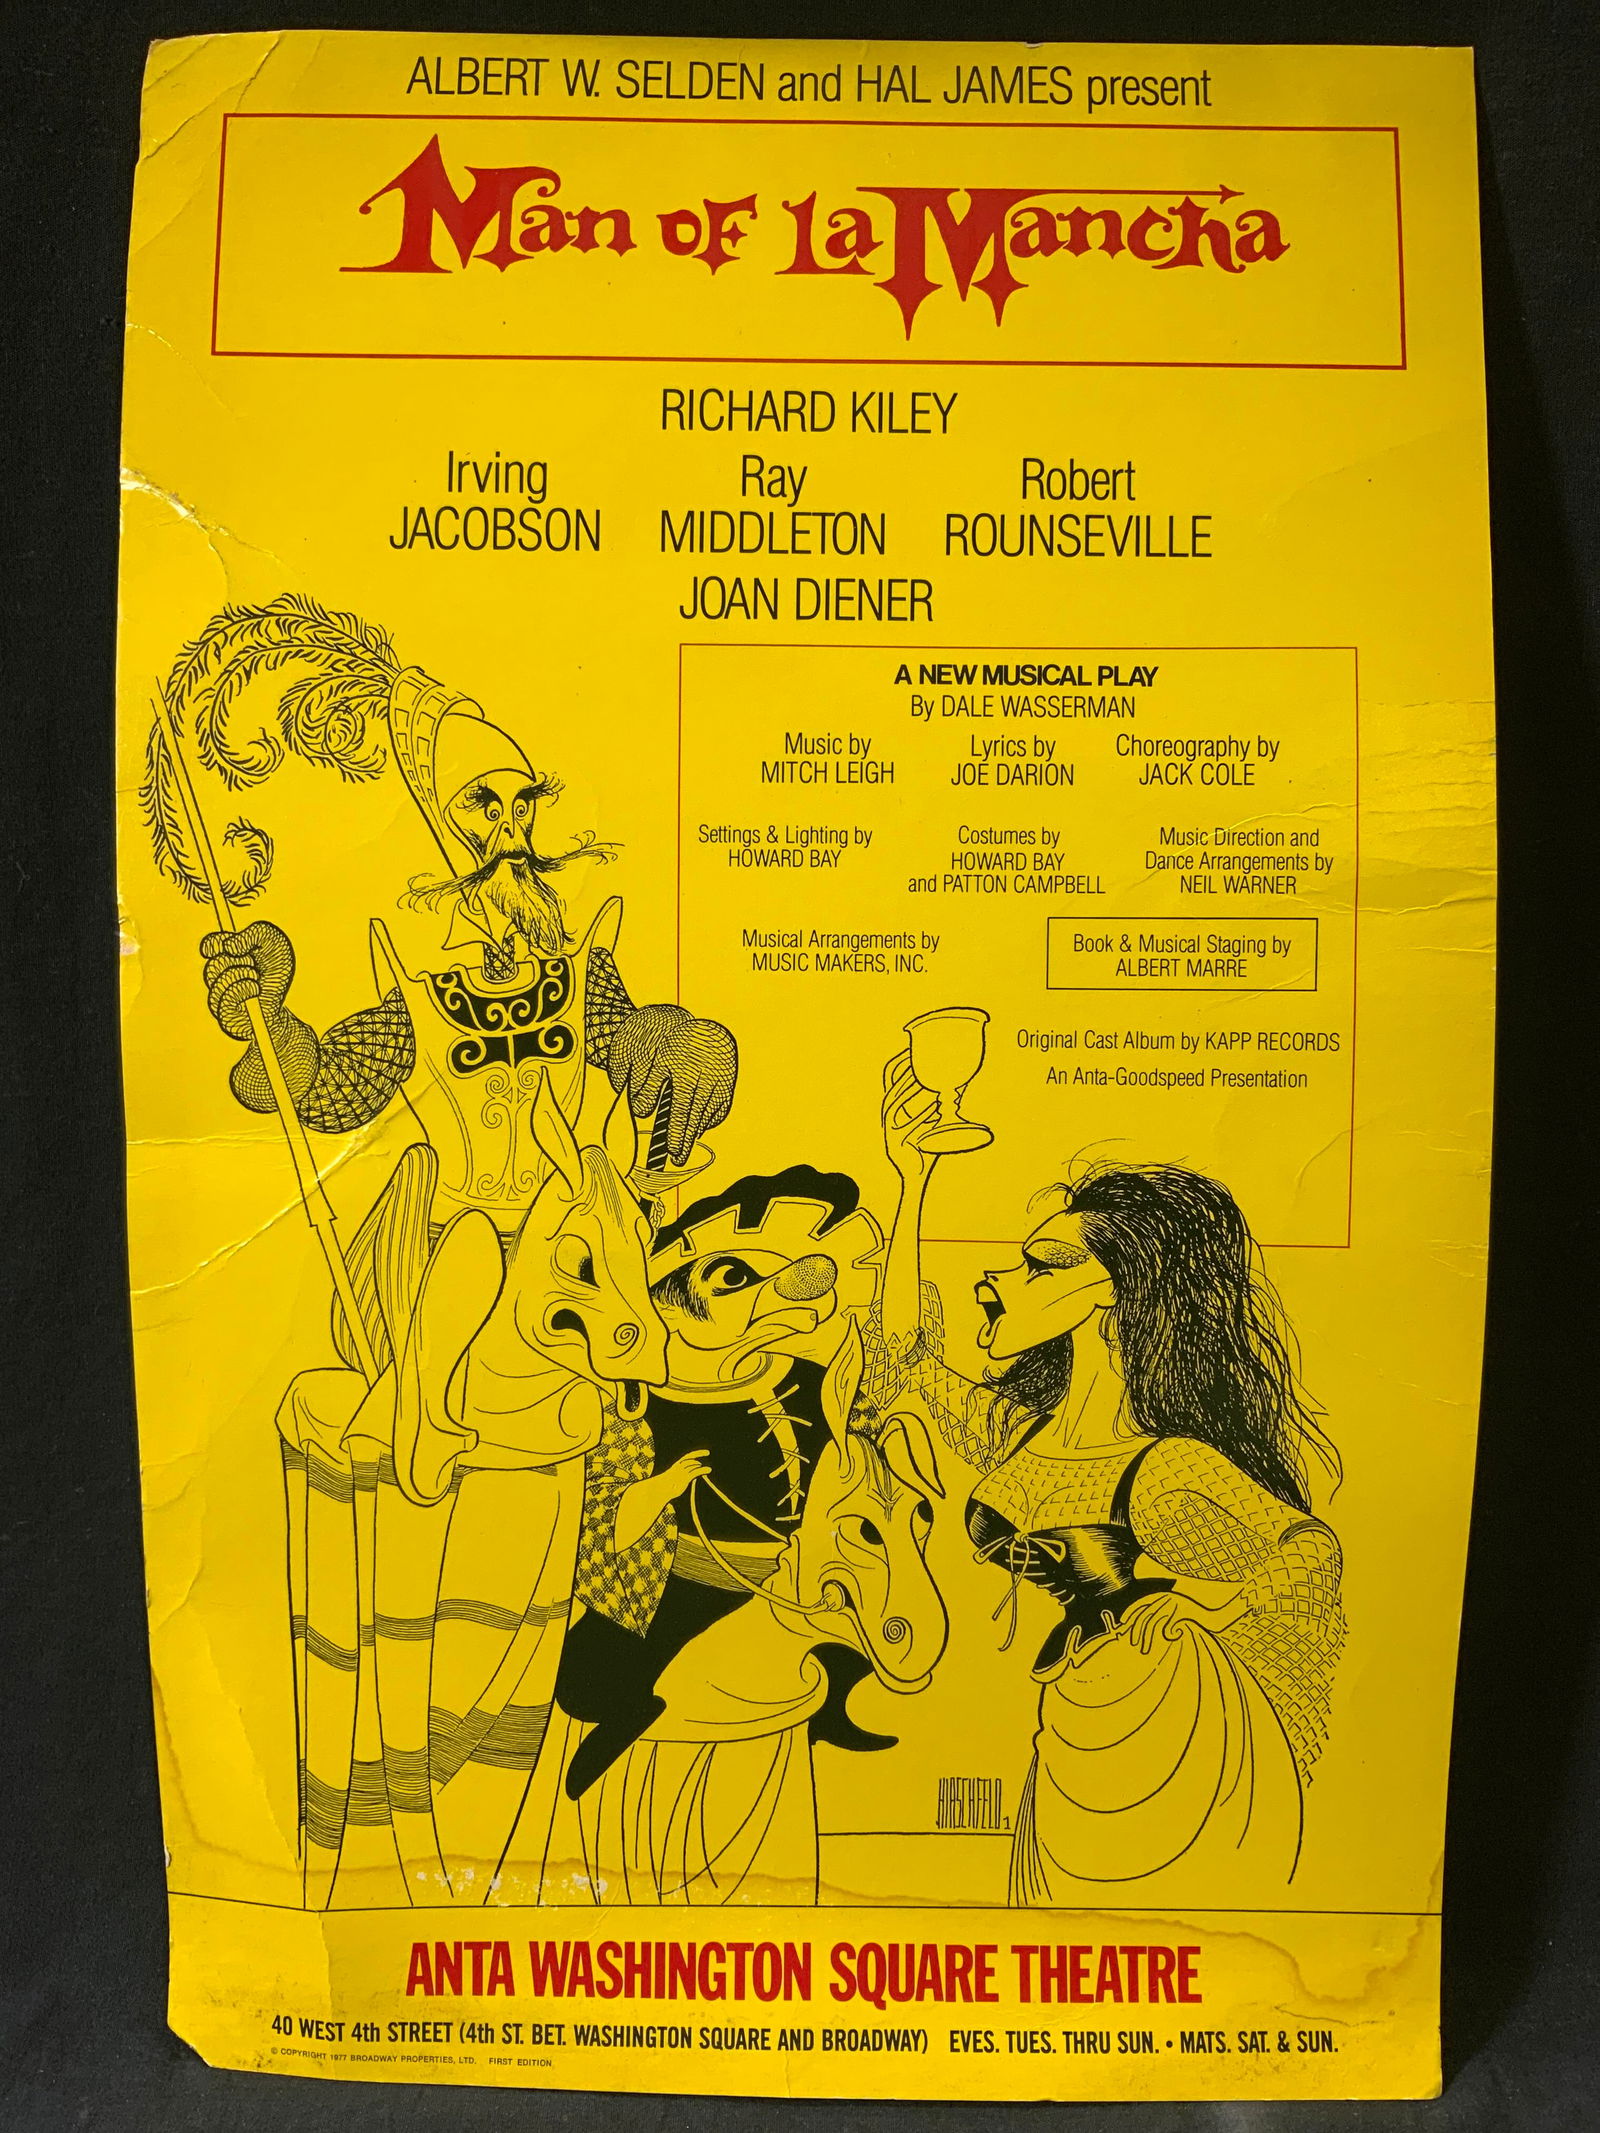 ALBERT W. SELDEN and HAL JAMES present
Man of La Mancha
RICHARD KILEY
Irving Ray Robert
JACOBSON MIDDLETON ROUNSEVILLE
JOAN DIENER
A NEW MUSICAL PLAY
By DALE WASSERMAN
Music by Lyrics by Choreography by
MITCH LEIGH JOE DARION JACK COLE
Settings & Lighting by
HOWARD BAY
Costumes by
HOWARD BAY
and PATTON CAMPBELL
Music Direction and
Dance Arrangements by
NEIL WARNER
Musical Arrangements by
MUSIC MAKERS, INC.
Book & Musical Staging by
ALBERT MARRE
Original Cast Album by KAPP RECORDS
An Anta-Goodspeed Presentation
HIRSCHFELD 1
ANTA WASHINGTON SQUARE THEATRE
40 WEST 4th STREET (4th ST. BET. WASHINGTON SQUARE AND BROADWAY) EVES. TUES. THRU SUN. • MATS. SAT. & SUN.
© COPYRIGHT 1977 BROADWAY PROPERTIES, LTD. FIRST EDITION